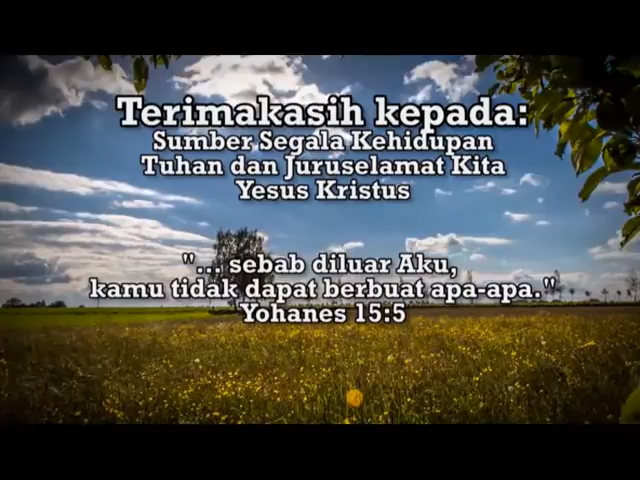 Terimakasih kepada:
Sumber Segala Kehidupan
Tuhan dan Juruselamat Kita
Yesus Kristus
"... sebab diluar Aku,
kamu tidak dapat berbuat apa-apa."
Yohanes 15:5